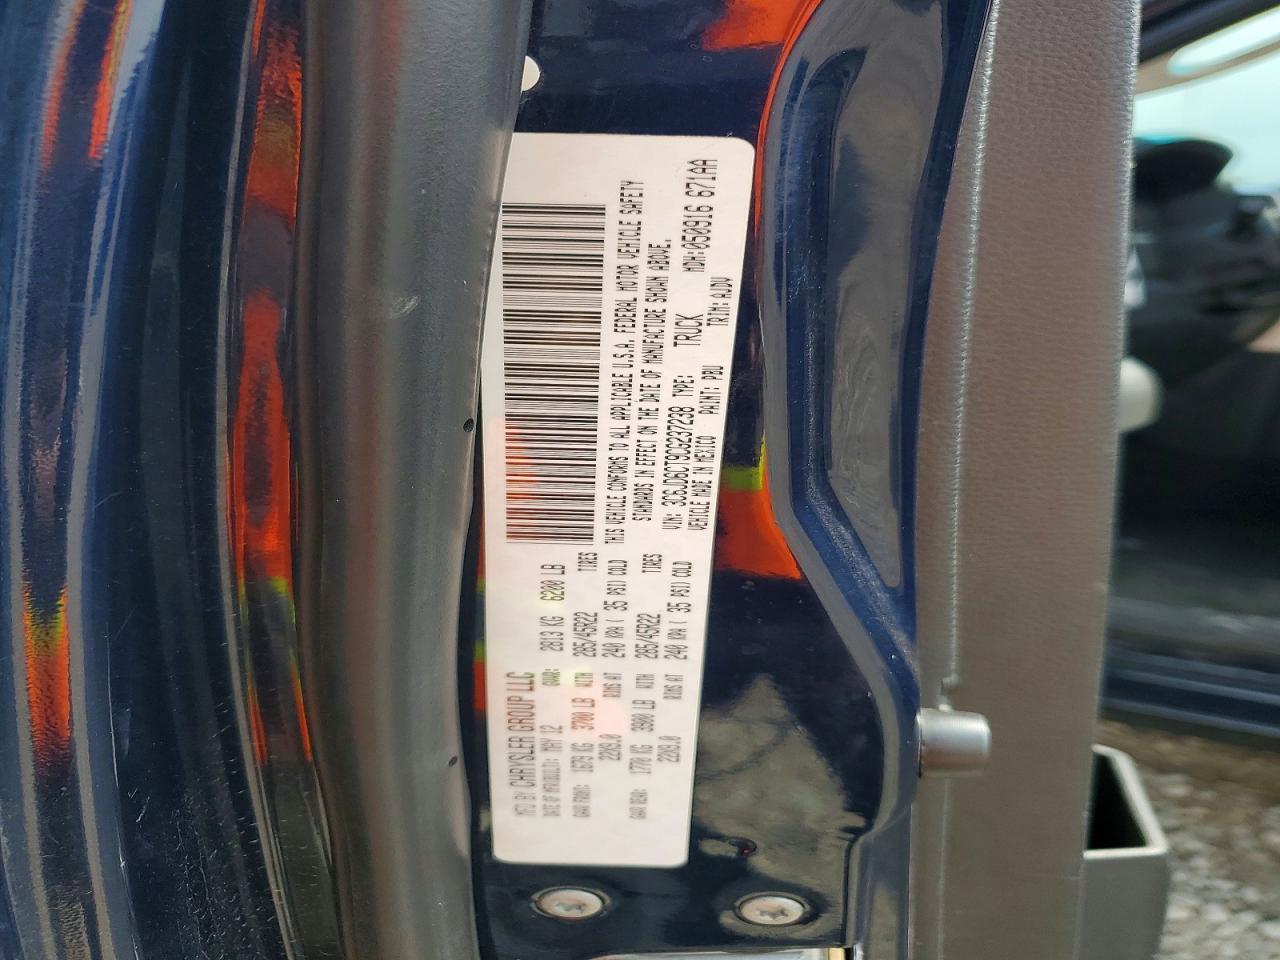 MFD BY CHRYSLER GROUP LLC
DATE OF MFR(BUILT): MAY 12 GVWR: 2813 KG 6200 LB
GAWR FRONT: 1679 KG 3700 LB WITH 285/45R22 TIRES
22X9.0 RIMS AT 240 KPA ( 35 PSI) COLD
GAWR REAR: 1770 KG 3900 LB WITH 285/45R22 TIRES
22X9.0 RIMS AT 240 KPA ( 35 PSI) COLD
THIS VEHICLE CONFORMS TO ALL APPLICABLE U.S.A. FEDERAL MOTOR VEHICLE SAFETY
STANDARDS IN EFFECT ON THE DATE OF MANUFACTURE SHOWN ABOVE.
VIN: 3C6JD6CT9CG237238 TYPE: TRUCK MDH:050916 671AA
VEHICLE MADE IN MEXICO PAINT: PBU TRIM: AJDV